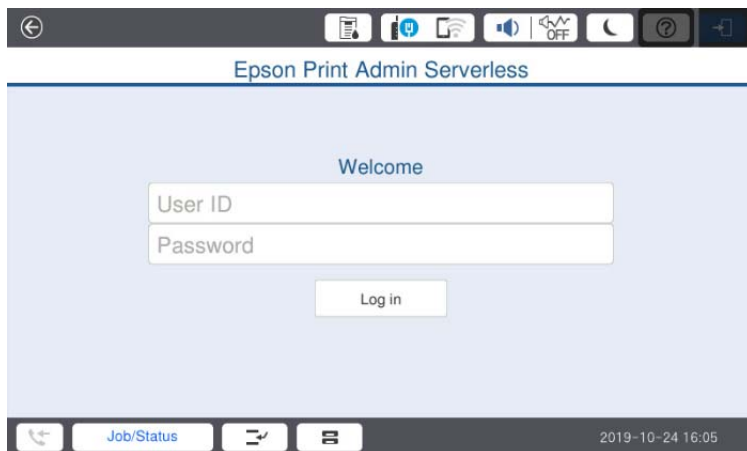 OFF
Epson Print Admin Serverless
Welcome
User ID
Password
Log in
Job/Status
2019-10-24 16:05